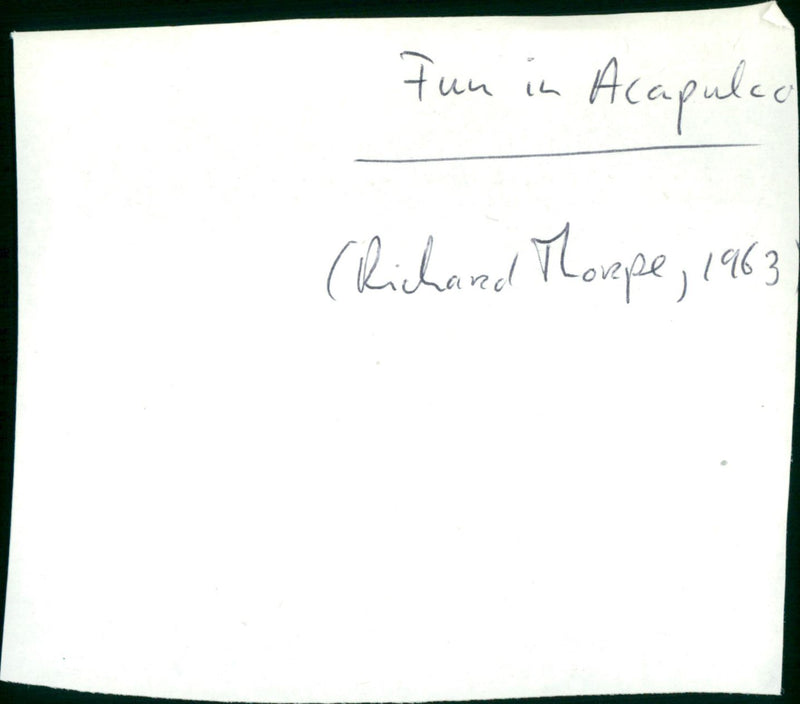 Fun in Acapulco
(Richard Thorpe, 1963)